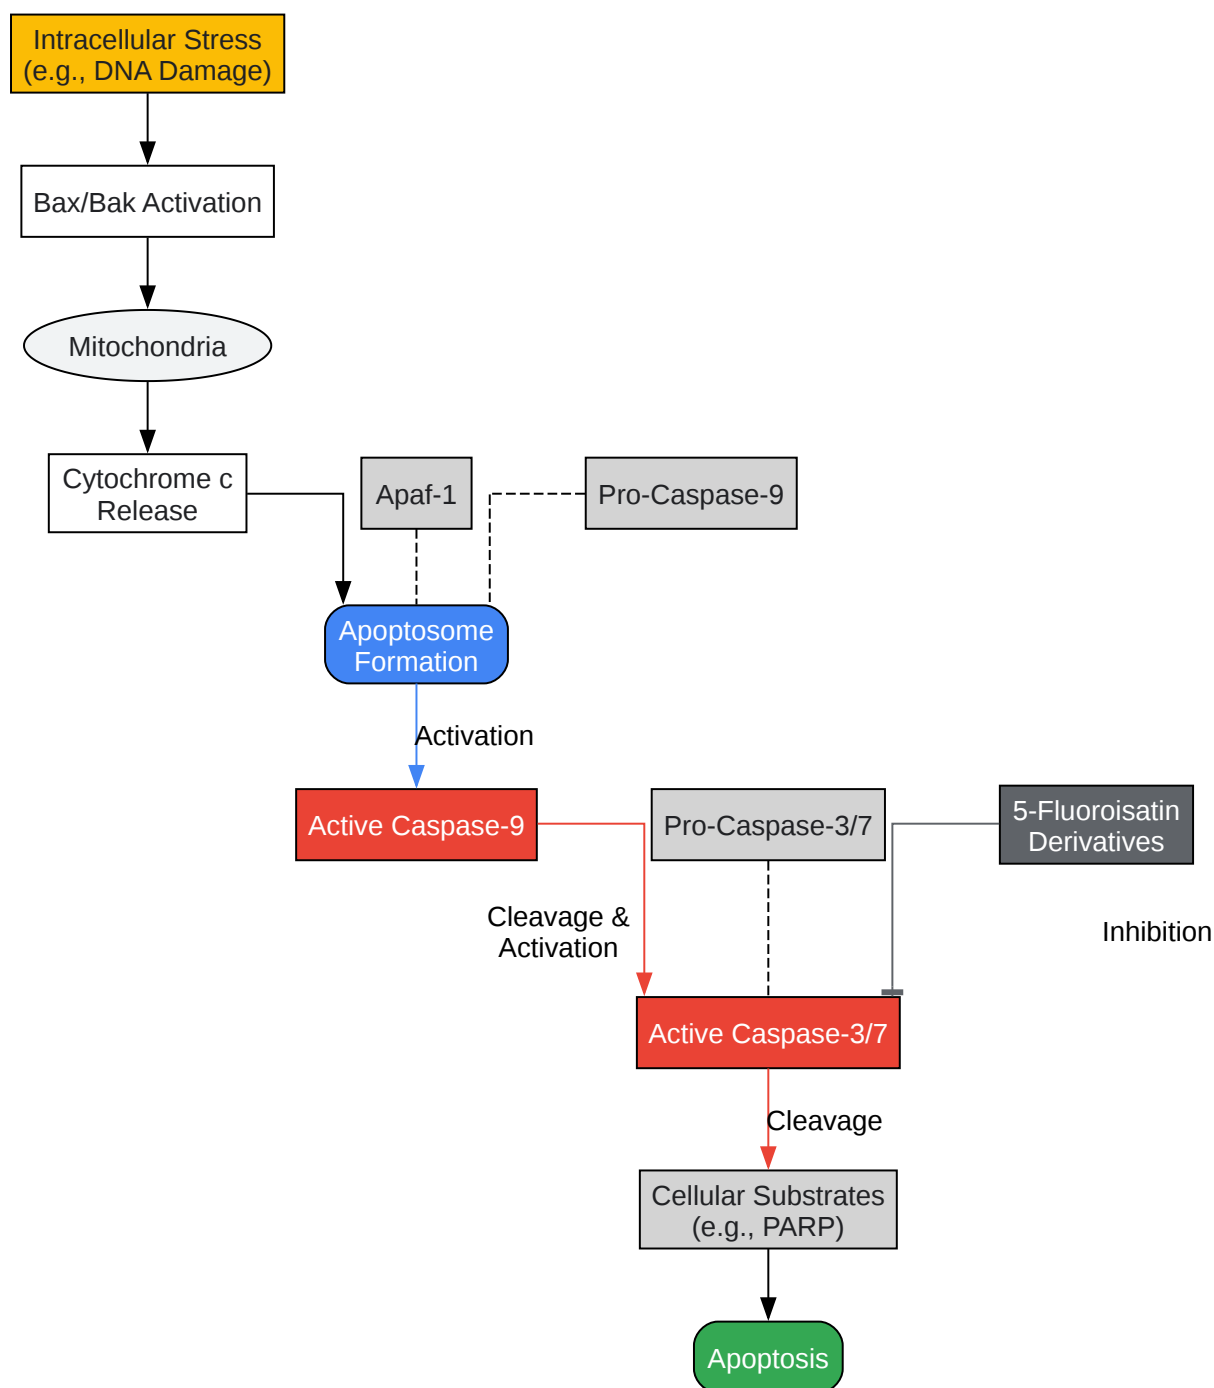 Intracellular Stress
(e.g., DNA Damage)
Bax/Bak Activation
Mitochondria
Cytochrome c
Release
Apaf-1
Pro-Caspase-9
Apoptosome
Formation
Activation
Active Caspase-9
Pro-Caspase-3/7
5-Fluoroisatin
Derivatives
Cleavage &
Activation
Inhibition
Active Caspase-3/7
Cleavage
Cellular Substrates
(e.g., PARP)
Apoptosis